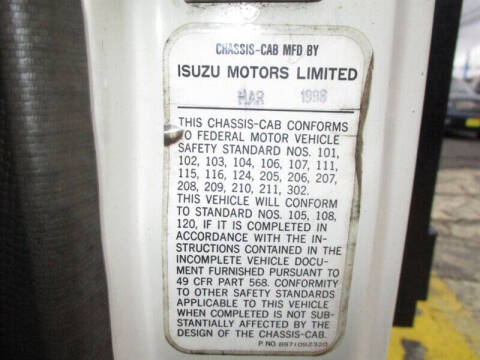 CHASSIS-CAB MFD BY
ISUZU MOTORS LIMITED
MAR 1998
THIS CHASSIS-CAB CONFORMS
TO FEDERAL MOTOR VEHICLE
SAFETY STANDARD NOS. 101,
102, 103, 104, 106, 107, 111,
115, 116, 124, 205, 206, 207,
208, 209, 210, 211, 302.
THIS VEHICLE WILL CONFORM
TO STANDARD NOS. 105, 108,
120, IF IT IS COMPLETED IN
ACCORDANCE WITH THE IN-
STRUCTIONS CONTAINED IN THE
INCOMPLETE VEHICLE DOCU-
MENT FURNISHED PURSUANT TO
49 CFR PART 568. CONFORMITY
TO OTHER SAFETY STANDARDS
APPLICABLE TO THIS VEHICLE
WHEN COMPLETED IS NOT SUB-
STANTIALLY AFFECTED BY THE
DESIGN OF THE CHASSIS-CAB.
P. NO. 8971092320